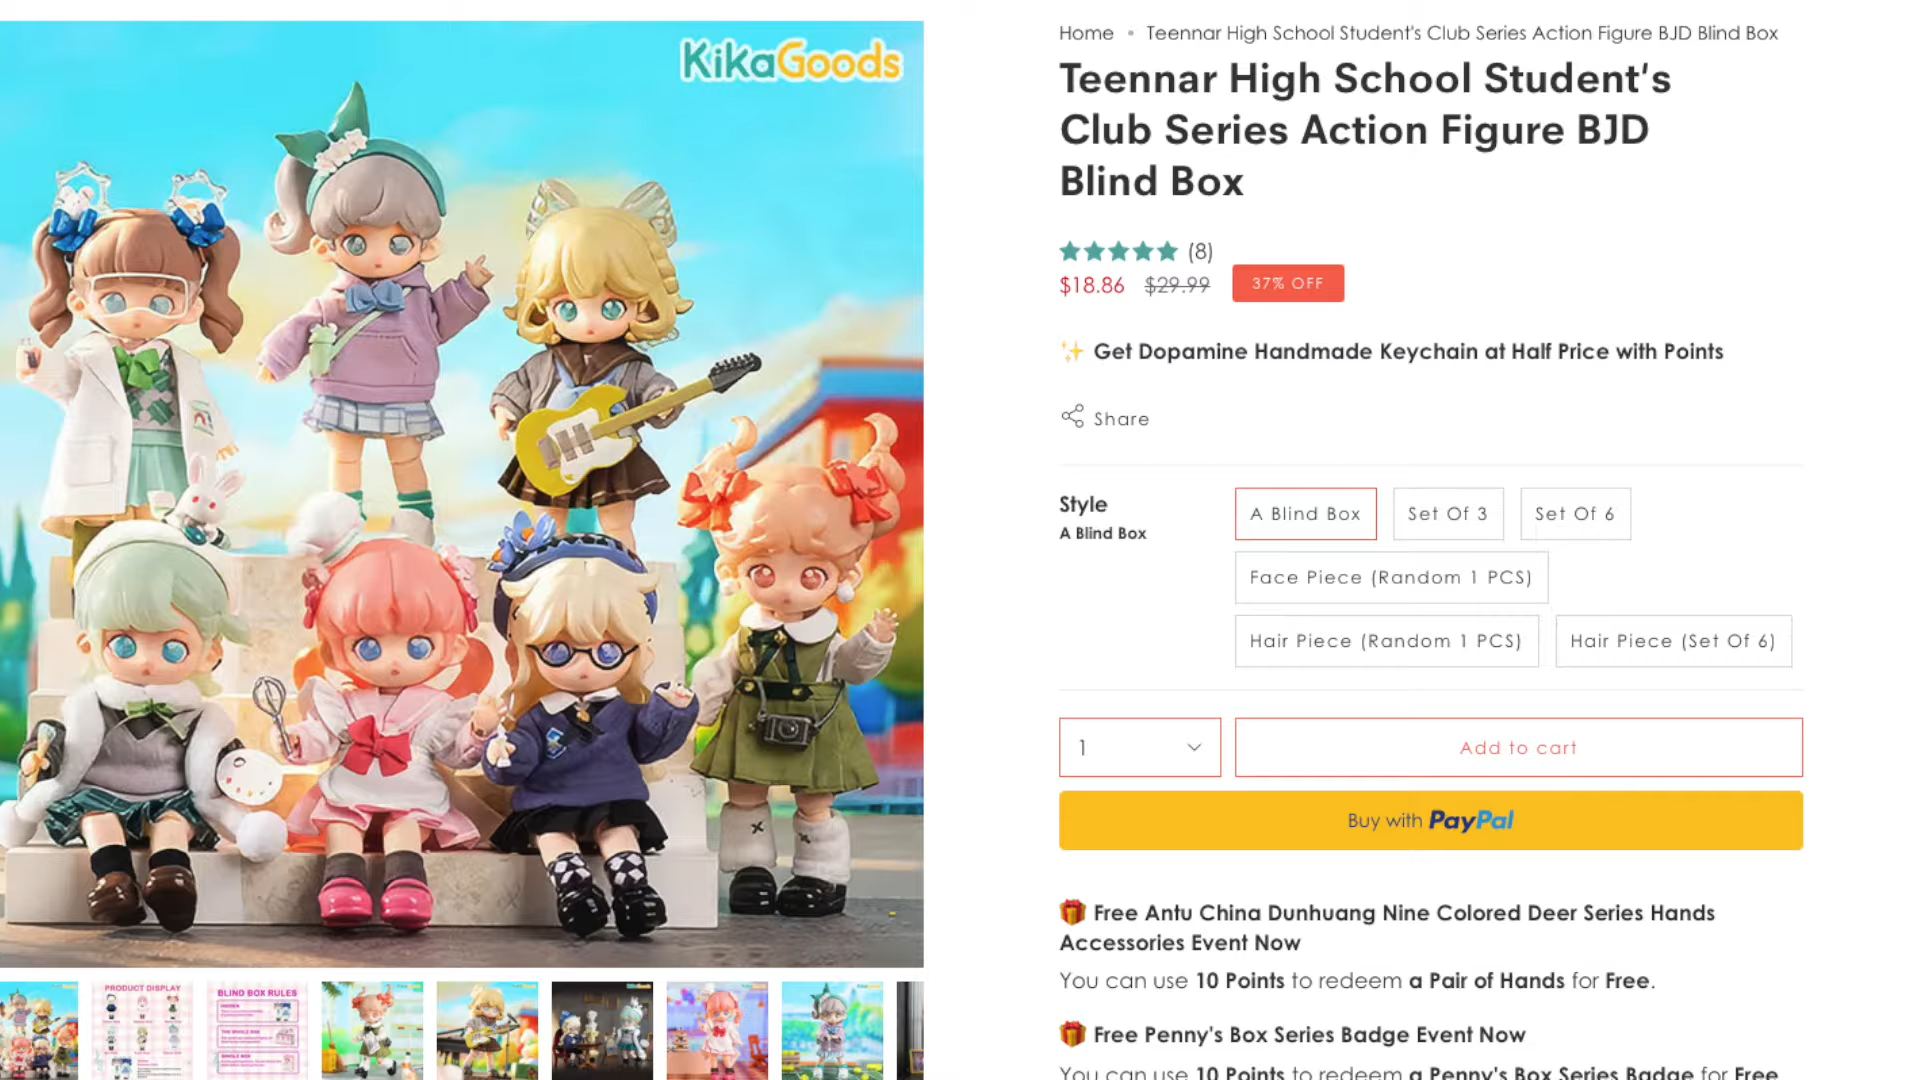 KikaGoods
Home • Teennar High School Student's Club Series Action Figure BJD Blind Box
Teennar High School Student's
Club Series Action Figure BJD
Blind Box
(8)
$18.86 $29.99 37% OFF
✨ Get Dopamine Handmade Keychain at Half Price with Points
Share
Style
A Blind Box
A Blind Box Set Of 3 Set Of 6
Face Piece (Random 1 PCS)
Hair Piece (Random 1 PCS) Hair Piece (Set Of 6)
1 Add to cart
Buy with PayPal
🎁 Free Antu China Dunhuang Nine Colored Deer Series Hands
Accessories Event Now
You can use 10 Points to redeem a Pair of Hands for Free.
🎁 Free Penny's Box Series Badge Event Now
You can use 10 Points to redeem a Penny's Box Series Badge for Free
PRODUCT DISPLAY
BLIND BOX RULES
THE WHOLE BOX
WHOLE BOX